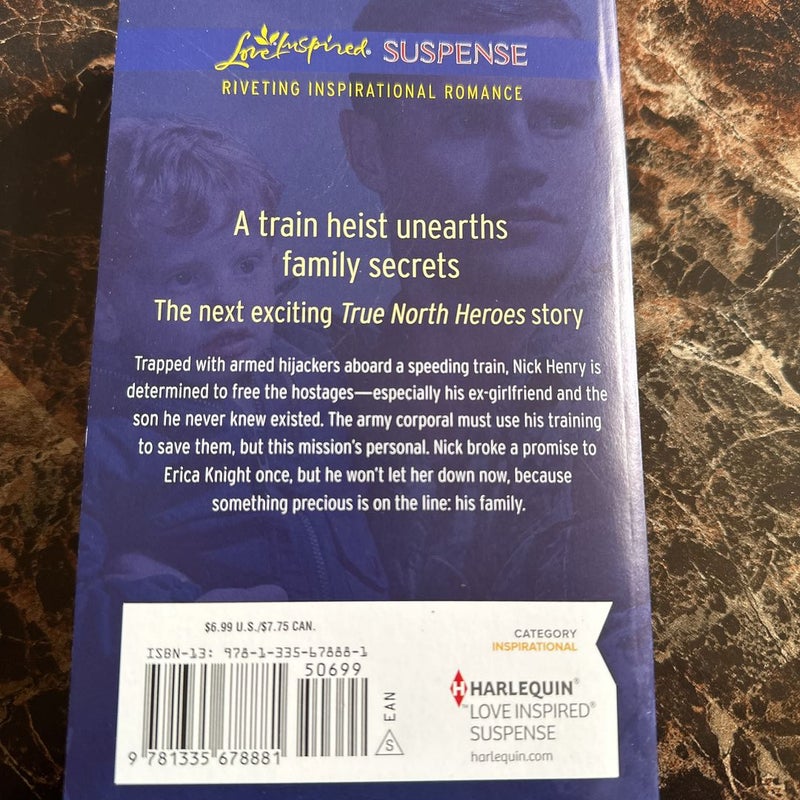 Love Inspired® SUSPENSE
RIVETING INSPIRATIONAL ROMANCE
A train heist unearths
family secrets
The next exciting True North Heroes story
Trapped with armed hijackers aboard a speeding train, Nick Henry is
determined to free the hostages—especially his ex-girlfriend and the
son he never knew existed. The army corporal must use his training
to save them, but this mission's personal. Nick broke a promise to
Erica Knight once, but he won't let her down now, because
something precious is on the line: his family.
$6.99 U.S./$7.75 CAN.
ISBN-13: 978-1-335-67888-1
50699
9 781335 678881
EAN
S
CATEGORY
INSPIRATIONAL
H HARLEQUIN®
™LOVE INSPIRED®
SUSPENSE
harlequin.com